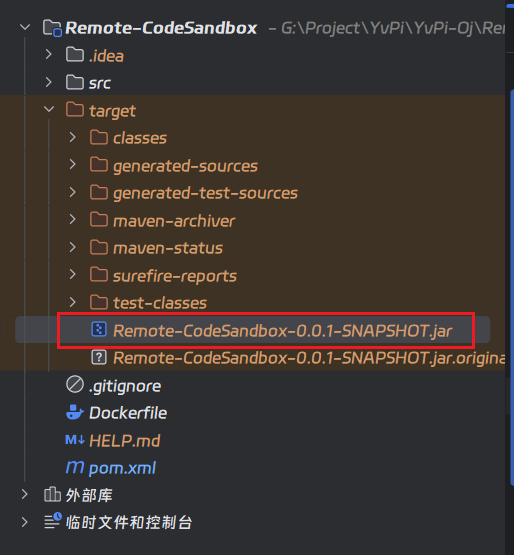 Remote-CodeSandbox - G:\Project\YvPi\YvPi-Oj\Rem
.idea
src
target
classes
generated-sources
generated-test-sources
maven-archiver
maven-status
surefire-reports
test-classes
Remote-CodeSandbox-0.0.1-SNAPSHOT.jar
? Remote-CodeSandbox-0.0.1-SNAPSHOT.jar.origina
.gitignore
Dockerfile
M↓ HELP.md
m pom.xml
外部库
临时文件和控制台